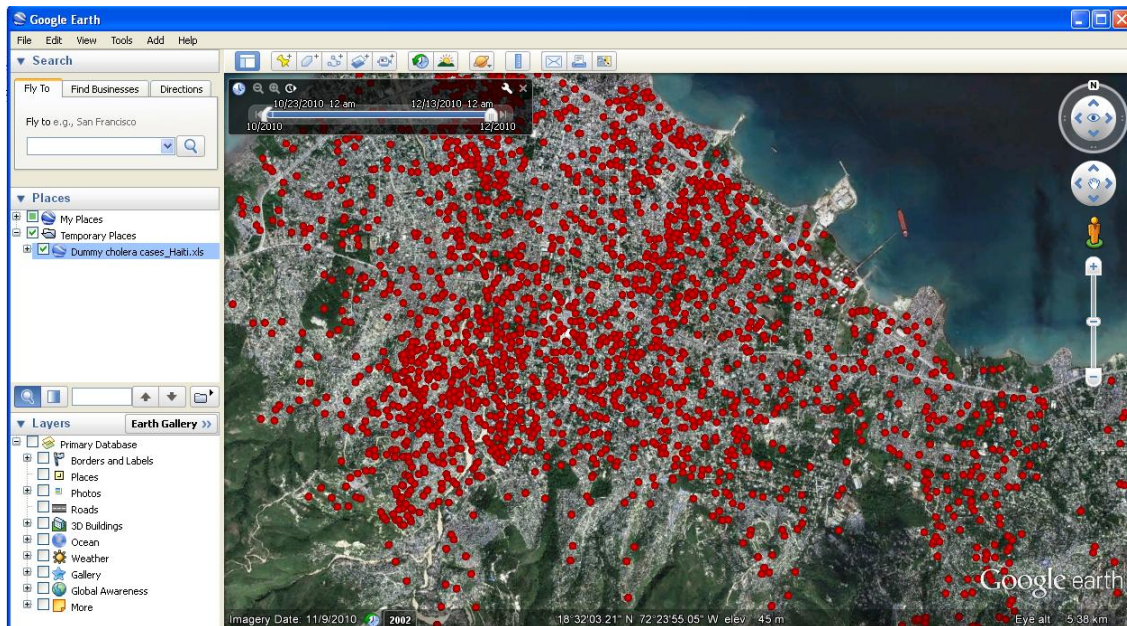 Google Earth
File Edit View Tools Add Help
Search
Fly To Find Businesses Directions
Fly to e.g., San Francisco
Places
My Places
Temporary Places
Dummy cholera cases_Haiti.xls
Layers Earth Gallery >>
Primary Database
Borders and Labels
Places
Photos
Roads
3D Buildings
Ocean
Weather
Gallery
Global Awareness
More
10/23/2010 12 am 12/13/2010 12 am
10/2010 12/2010
N
Google earth
Imagery Date: 11/9/2010 2002 18°32'03.21" N 72°23'55.05" W elev 45 m Eye alt 5.38 km